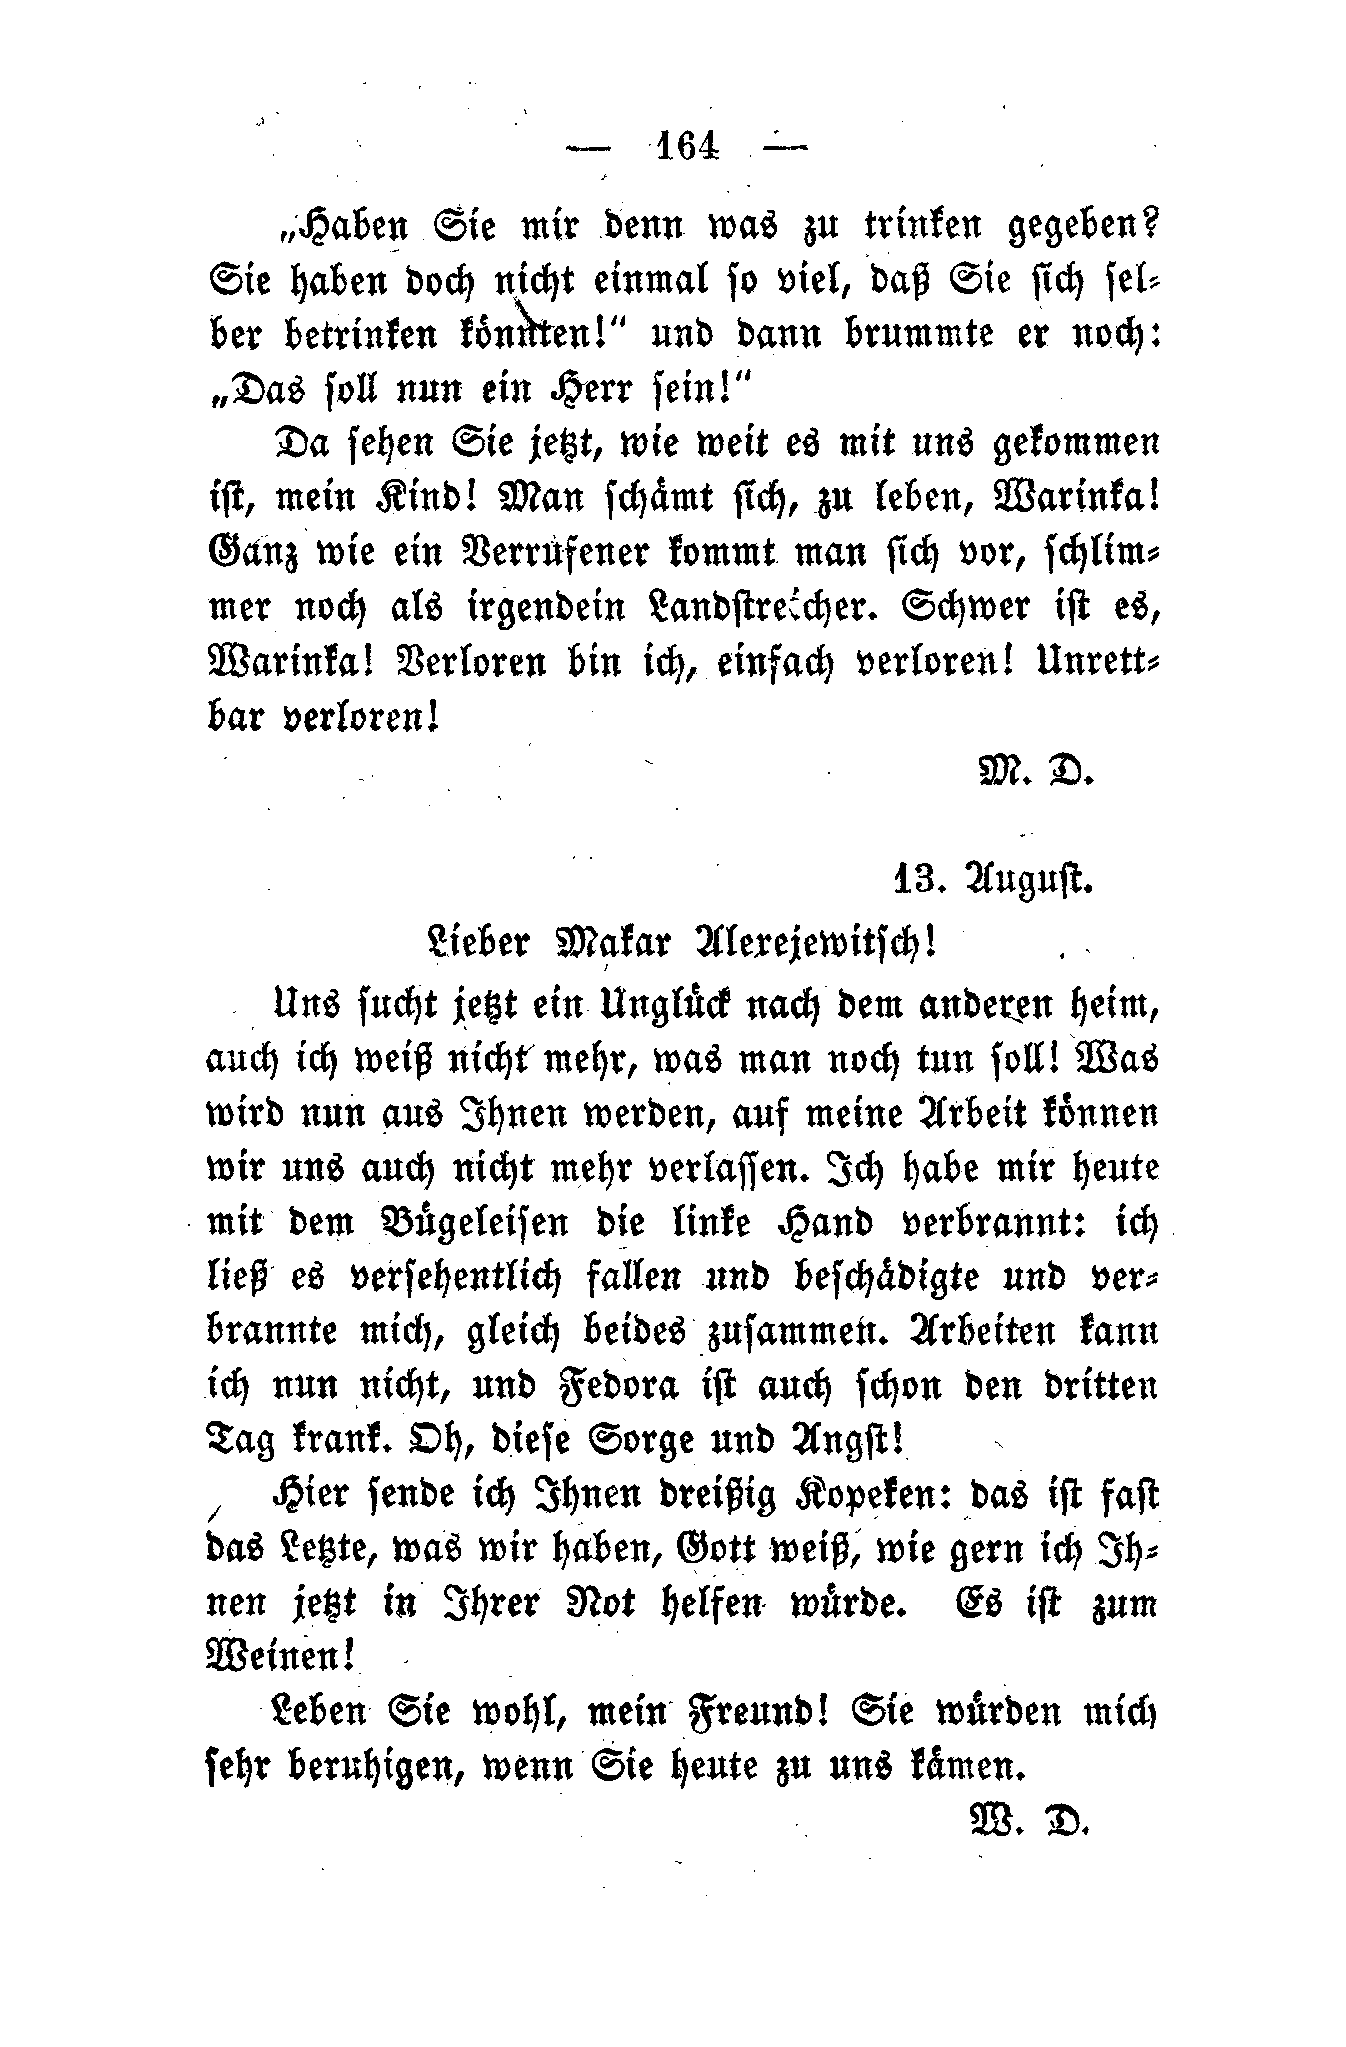 — 164 —
„Haben Sie mir denn was zu trinken gegeben?
Sie haben doch nicht einmal so viel, daß Sie sich sel-
ber betrinken könnten!“ und dann brummte er noch:
„Das soll nun ein Herr sein!“
Da sehen Sie jetzt, wie weit es mit uns gekommen
ist, mein Kind! Man schämt sich, zu leben, Warinka!
Ganz wie ein Verrufener kommt man sich vor, schlim-
mer noch als irgendein Landstreicher. Schwer ist es,
Warinka! Verloren bin ich, einfach verloren! Unrett-
bar verloren!
M. D.
13. August.
Lieber Makar Alexejewitsch!
Uns sucht jetzt ein Unglück nach dem anderen heim,
auch ich weiß nicht mehr, was man noch tun soll! Was
wird nun aus Ihnen werden, auf meine Arbeit können
wir uns auch nicht mehr verlassen. Ich habe mir heute
mit dem Bügeleisen die linke Hand verbrannt: ich
ließ es versehentlich fallen und beschädigte und ver-
brannte mich, gleich beides zusammen. Arbeiten kann
ich nun nicht, und Fedora ist auch schon den dritten
Tag krank. Oh, diese Sorge und Angst!
Hier sende ich Ihnen dreißig Kopeken: das ist fast
das Letzte, was wir haben, Gott weiß, wie gern ich Ih-
nen jetzt in Ihrer Not helfen würde. Es ist zum
Weinen!
Leben Sie wohl, mein Freund! Sie würden mich
sehr beruhigen, wenn Sie heute zu uns kämen.
W. D.